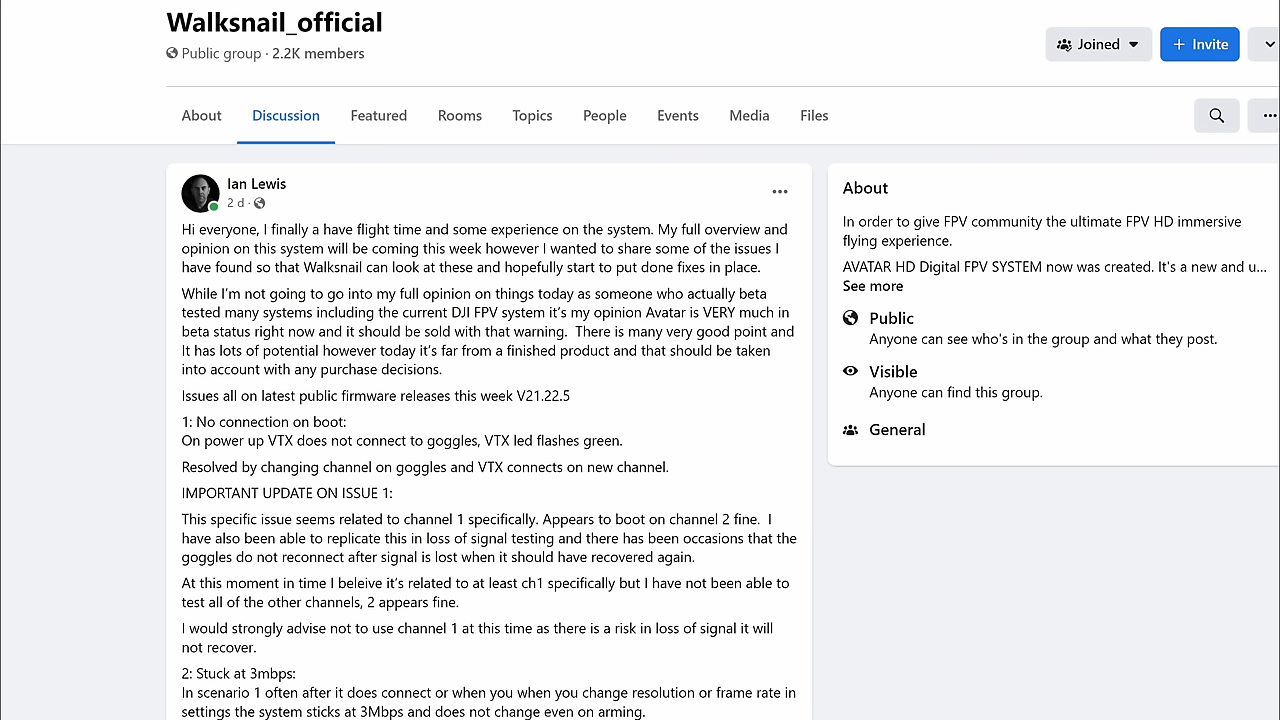 Walksnail_official
Public group · 2.2K members
Joined
+ Invite
About
Discussion
Featured
Rooms
Topics
People
Events
Media
Files
Ian Lewis
2 d ·
Hi everyone, I finally a have flight time and some experience on the system. My full overview and
opinion on this system will be coming this week however I wanted to share some of the issues I
have found so that Walksnail can look at these and hopefully start to put done fixes in place.
While I'm not going to go into my full opinion on things today as someone who actually beta
tested many systems including the current DJI FPV system it's my opinion Avatar is VERY much in
beta status right now and it should be sold with that warning.  There is many very good point and
It has lots of potential however today it's far from a finished product and that should be taken
into account with any purchase decisions.
Issues all on latest public firmware releases this week V21.22.5
1: No connection on boot:
On power up VTX does not connect to goggles, VTX led flashes green.
Resolved by changing channel on goggles and VTX connects on new channel.
IMPORTANT UPDATE ON ISSUE 1:
This specific issue seems related to channel 1 specifically. Appears to boot on channel 2 fine.  I
have also been able to replicate this in loss of signal testing and there has been occasions that the
goggles do not reconnect after signal is lost when it should have recovered again.
At this moment in time I beleive it's related to at least ch1 specifically but I have not been able to
test all of the other channels, 2 appears fine.
I would strongly advise not to use channel 1 at this time as there is a risk in loss of signal it will
not recover.
2: Stuck at 3mbps:
In scenario 1 often after it does connect or when you when you change resolution or frame rate in
settings the system sticks at 3Mbps and does not change even on arming.
About
In order to give FPV community the ultimate FPV HD immersive
flying experience.
AVATAR HD Digital FPV SYSTEM now was created. It's a new and u...
See more
Public
Anyone can see who's in the group and what they post.
Visible
Anyone can find this group.
General